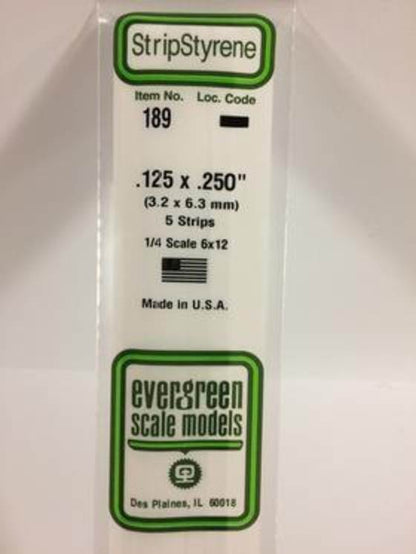 StripStyrene
Item No. Loc. Code
189
.125 x .250"
(3.2 x 6.3 mm)
5 Strips
1/4 Scale 6x12
Made in U.S.A.
evergreen
scale models
Des Plaines, IL 60018